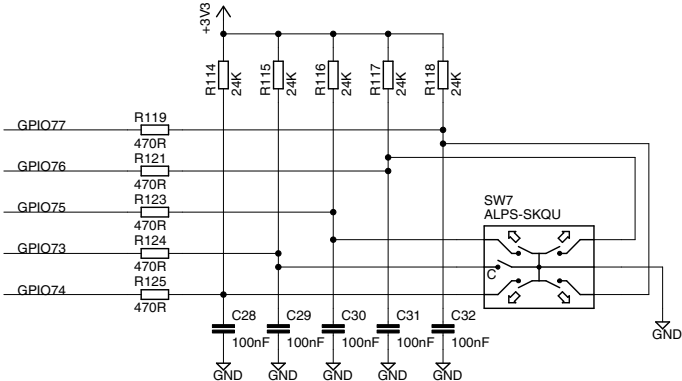 +3V3
R114
24K
R115
24K
R116
24K
R117
24K
R118
24K
GPIO77
R119
470R
GPIO76
R121
470R
GPIO75
R123
470R
GPIO73
R124
470R
GPIO74
R125
470R
SW7
ALPS-SKQU
C
C28
100nF
C29
100nF
C30
100nF
C31
100nF
C32
100nF
GND
GND
GND
GND
GND
GND